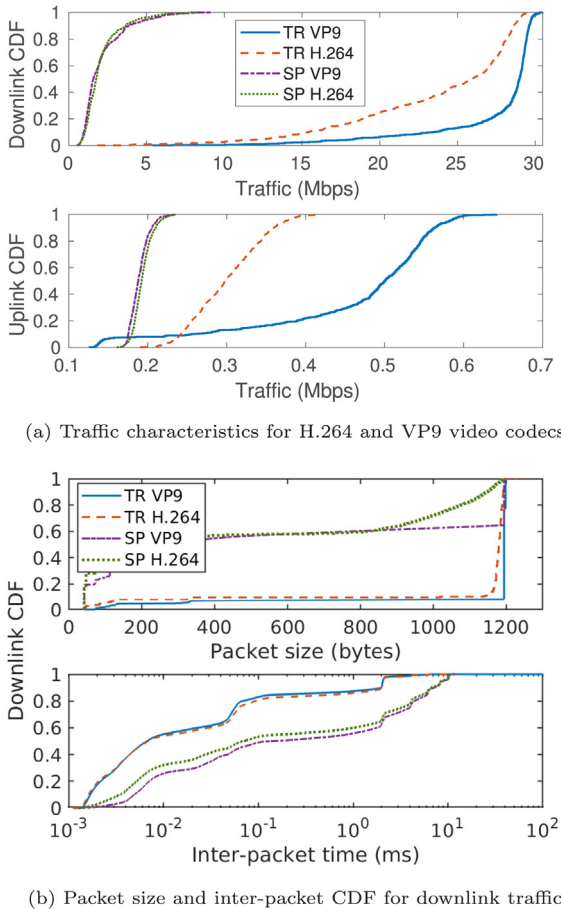 1
0.8
0.6
0.4
0.2
0
Downlink CDF
TR VP9
TR H.264
SP VP9
SP H.264
0 5 10 15 20 25 30
Traffic (Mbps)
1
0.8
0.6
0.4
0.2
0
Uplink CDF
0.1 0.2 0.3 0.4 0.5 0.6 0.7
Traffic (Mbps)
(a) Traffic characteristics for H.264 and VP9 video codecs
Downlink CDF
1
0.8
0.6
0.4
0.2
0
TR VP9
TR H.264
SP VP9
SP H.264
0 200 400 600 800 1000 1200
Packet size (bytes)
1
0.8
0.6
0.4
0.2
0
10-3 10-2 10-1 100 101 102
Inter-packet time (ms)
(b) Packet size and inter-packet CDF for downlink traffic